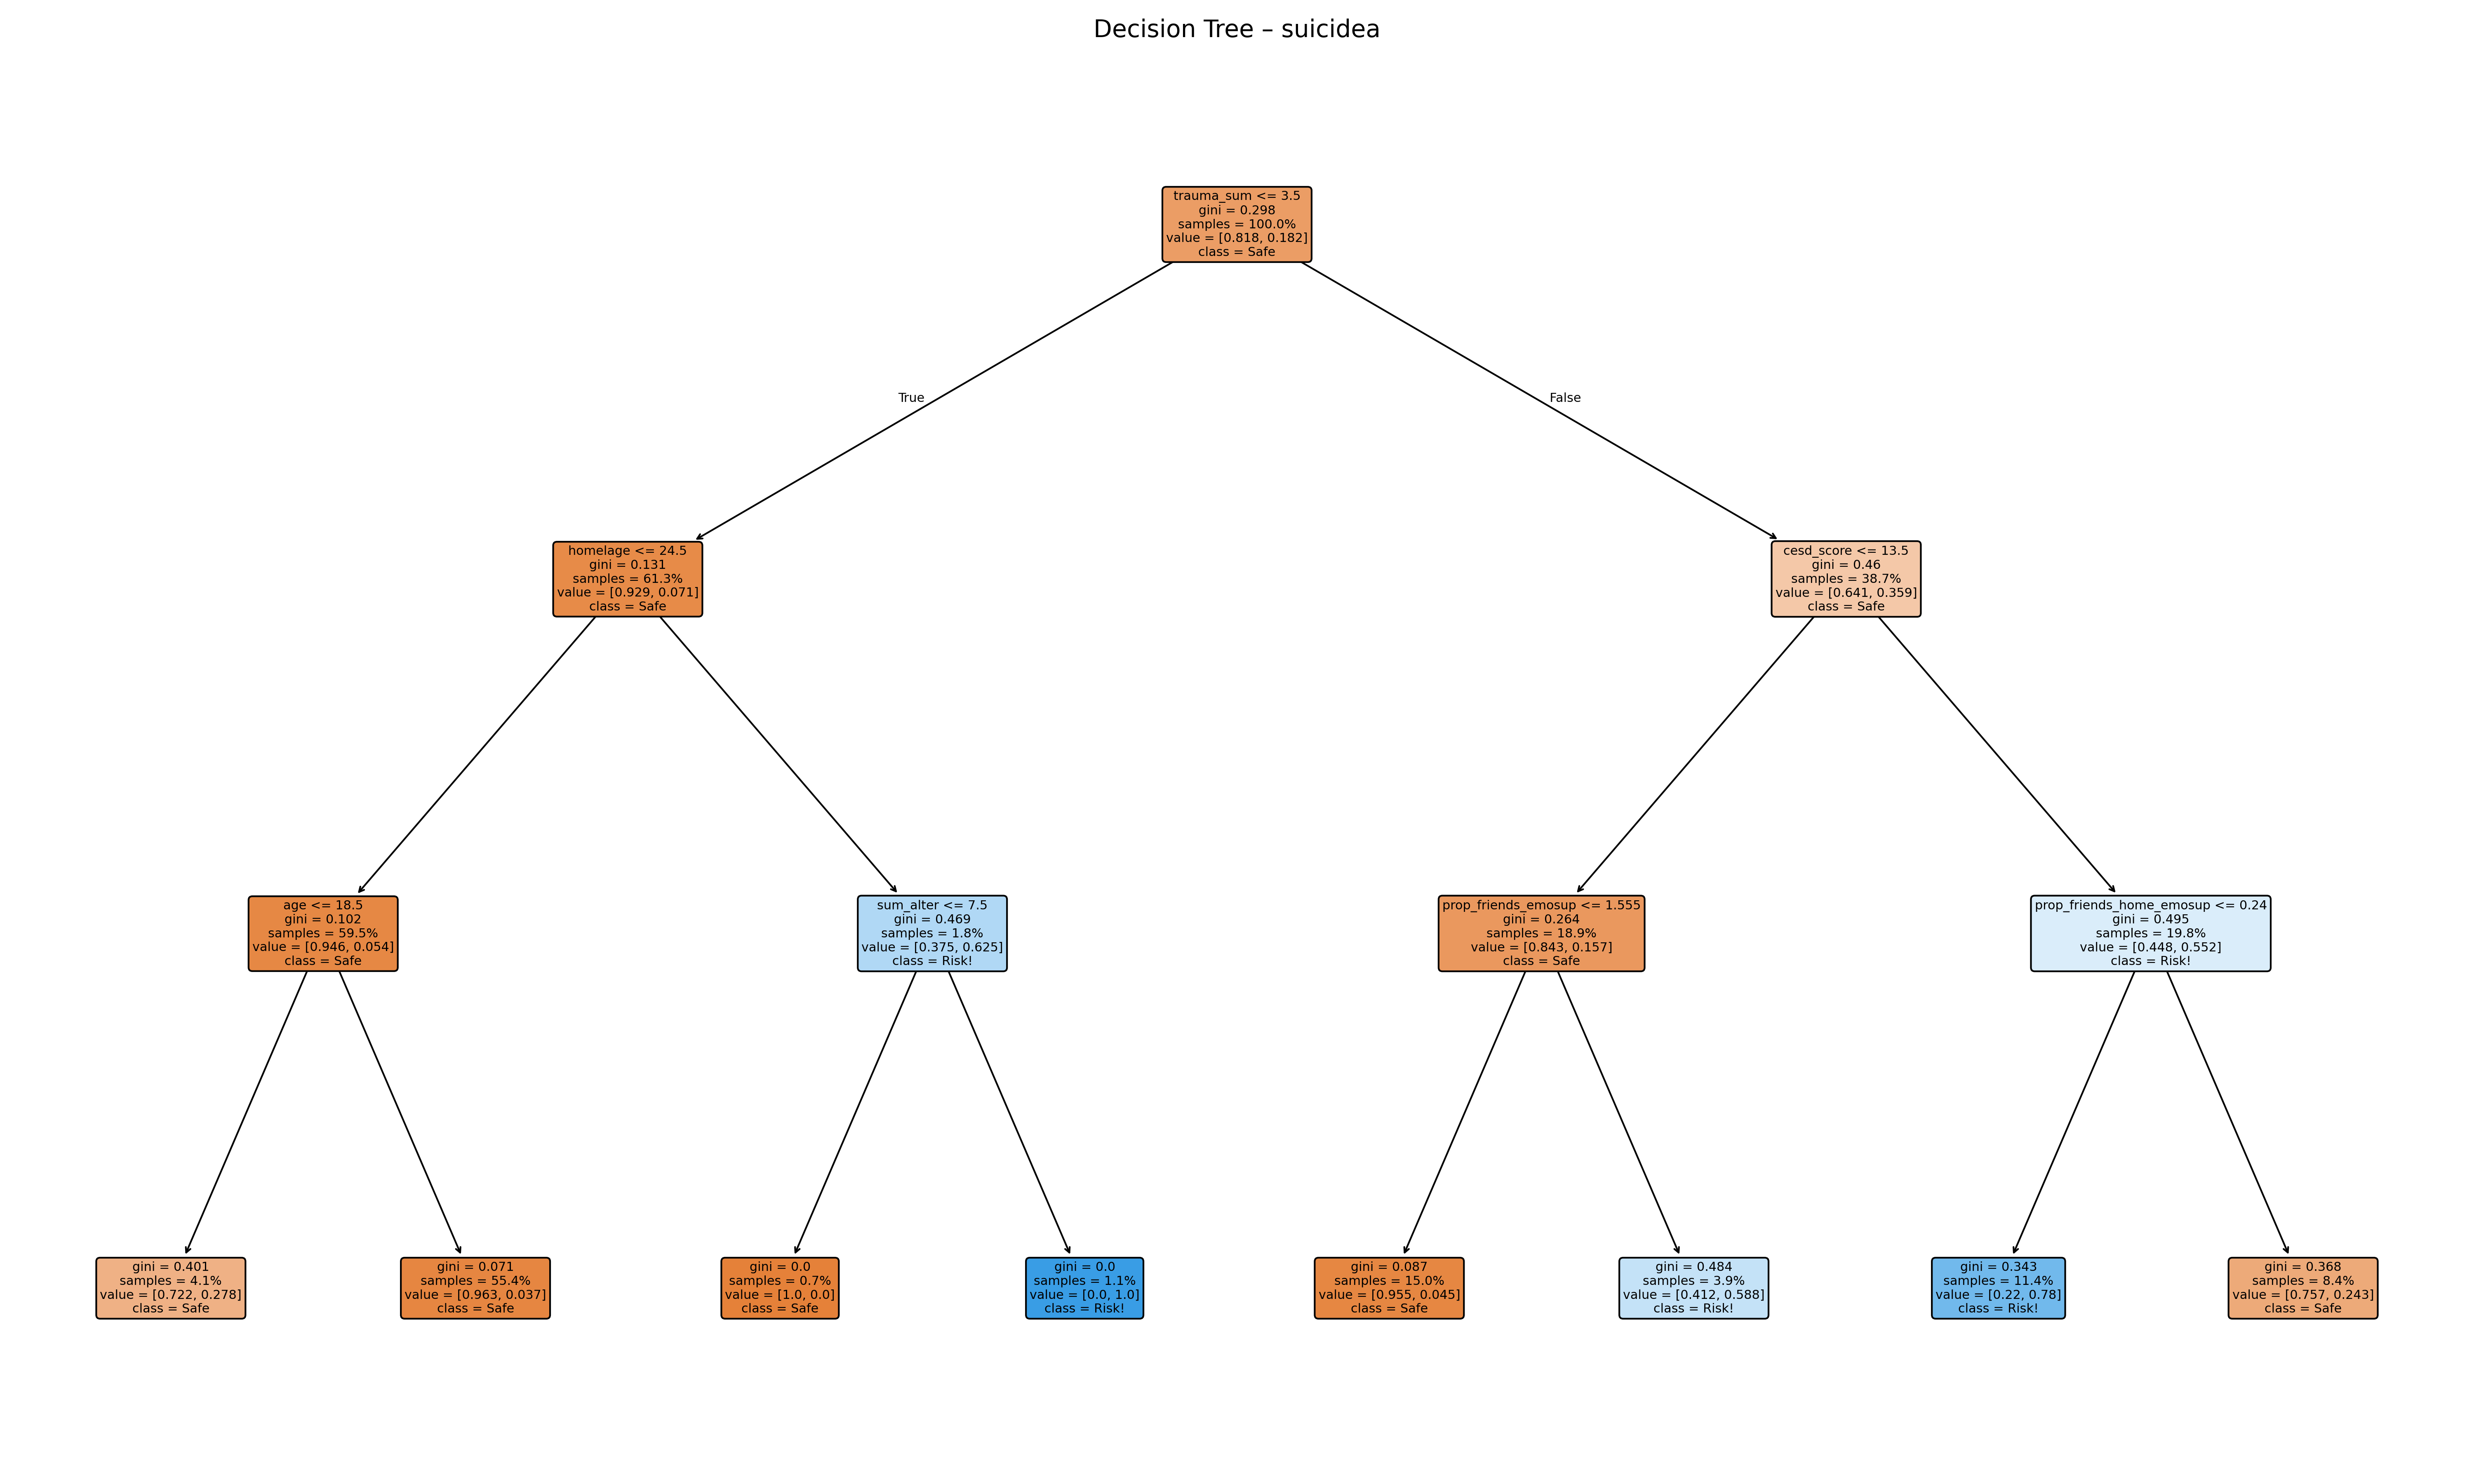 Decision Tree – suicidea
trauma_sum <= 3.5
gini = 0.298
samples = 100.0%
value = [0.818, 0.182]
class = Safe
True
False
homelage <= 24.5
gini = 0.131
samples = 61.3%
value = [0.929, 0.071]
class = Safe
cesd_score <= 13.5
gini = 0.46
samples = 38.7%
value = [0.641, 0.359]
class = Safe
age <= 18.5
gini = 0.102
samples = 59.5%
value = [0.946, 0.054]
class = Safe
sum_alter <= 7.5
gini = 0.469
samples = 1.8%
value = [0.375, 0.625]
class = Risk!
prop_friends_emosup <= 1.555
gini = 0.264
samples = 18.9%
value = [0.843, 0.157]
class = Safe
prop_friends_home_emosup <= 0.24
gini = 0.495
samples = 19.8%
value = [0.448, 0.552]
class = Risk!
gini = 0.401
samples = 4.1%
value = [0.722, 0.278]
class = Safe
gini = 0.071
samples = 55.4%
value = [0.963, 0.037]
class = Safe
gini = 0.0
samples = 0.7%
value = [1.0, 0.0]
class = Safe
gini = 0.0
samples = 1.1%
value = [0.0, 1.0]
class = Risk!
gini = 0.087
samples = 15.0%
value = [0.955, 0.045]
class = Safe
gini = 0.484
samples = 3.9%
value = [0.412, 0.588]
class = Risk!
gini = 0.343
samples = 11.4%
value = [0.22, 0.78]
class = Risk!
gini = 0.368
samples = 8.4%
value = [0.757, 0.243]
class = Safe